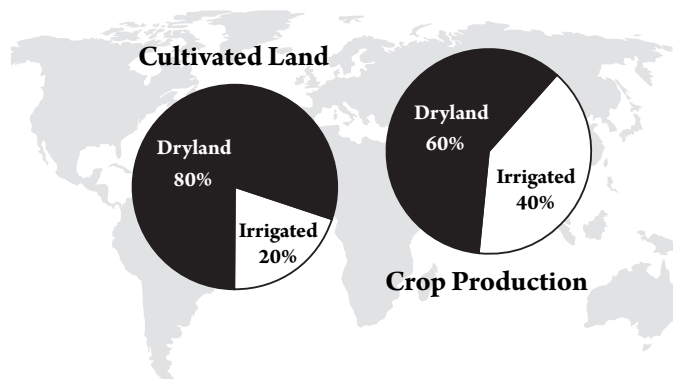 Cultivated Land
Dryland
80%
Irrigated
20%
Dryland
60%
Irrigated
40%
Crop Production